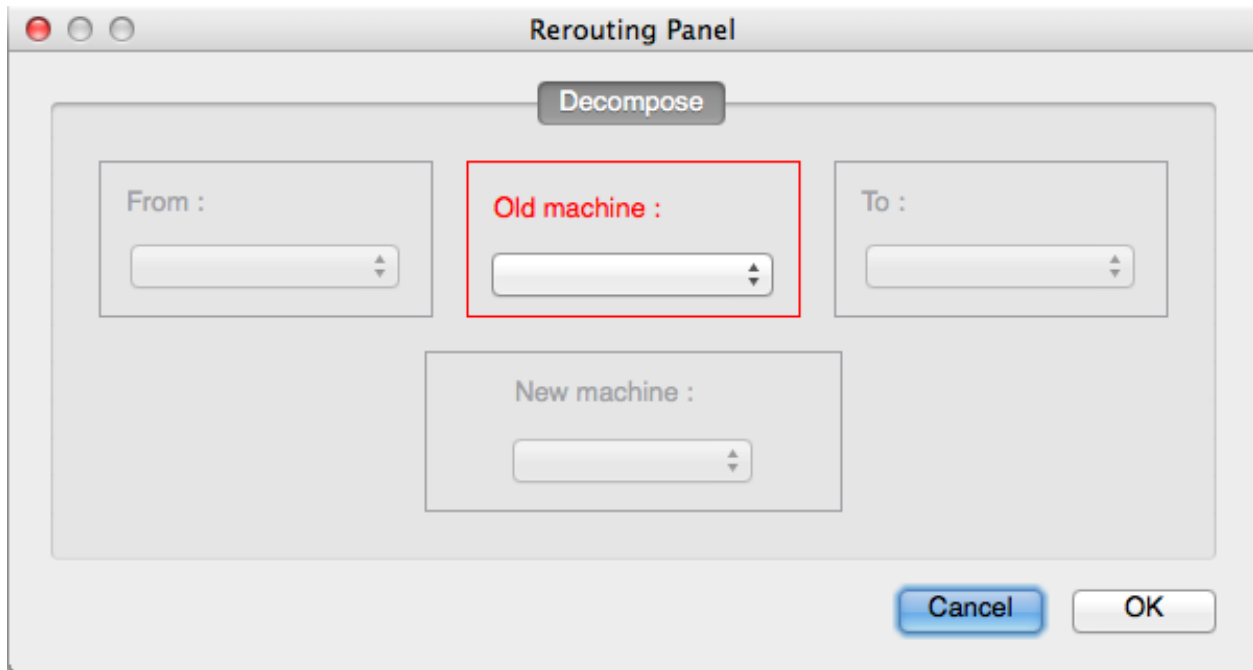 Rerouting Panel
Decompose
From :
Old machine :
To :
New machine :
Cancel
OK